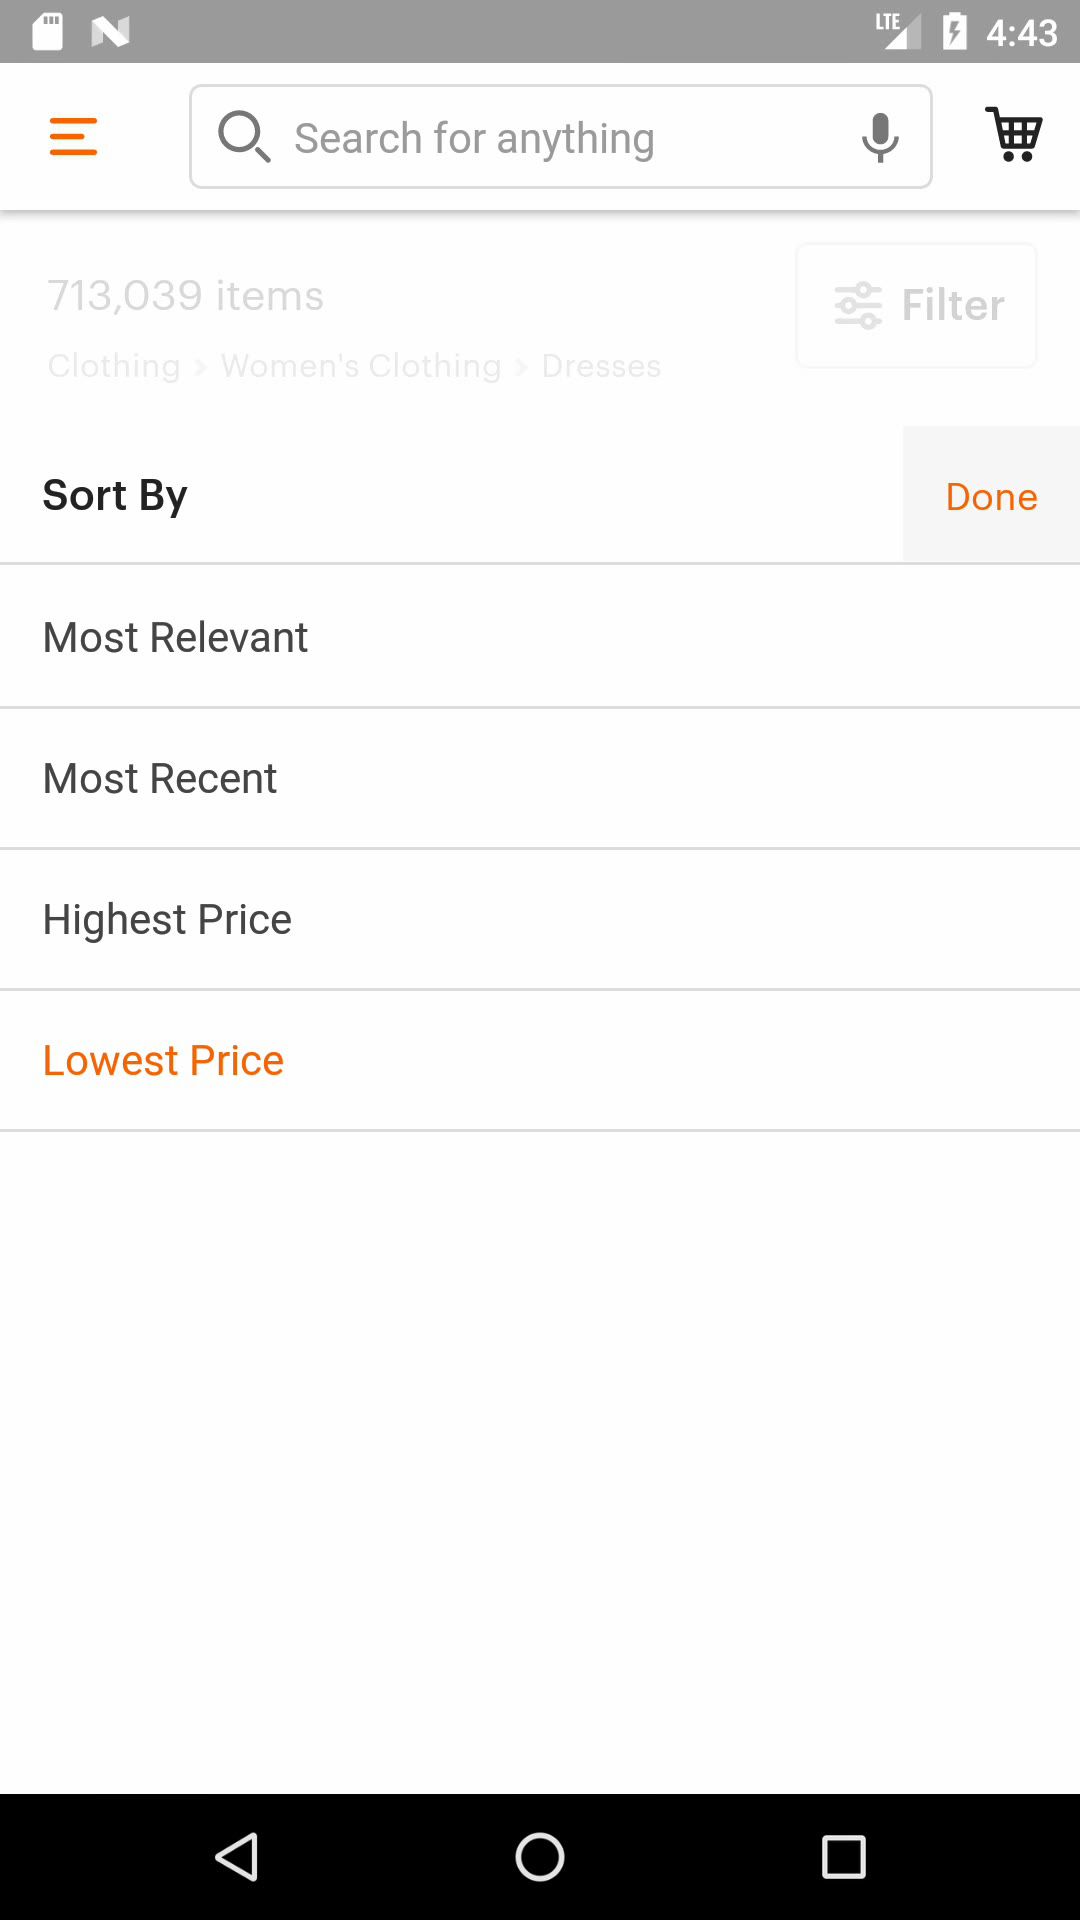 LTE 4:43
Search for anything
713,039 items
Filter
Clothing > Women's Clothing > Dresses
Sort By
Done
Most Relevant
Most Recent
Highest Price
Lowest Price